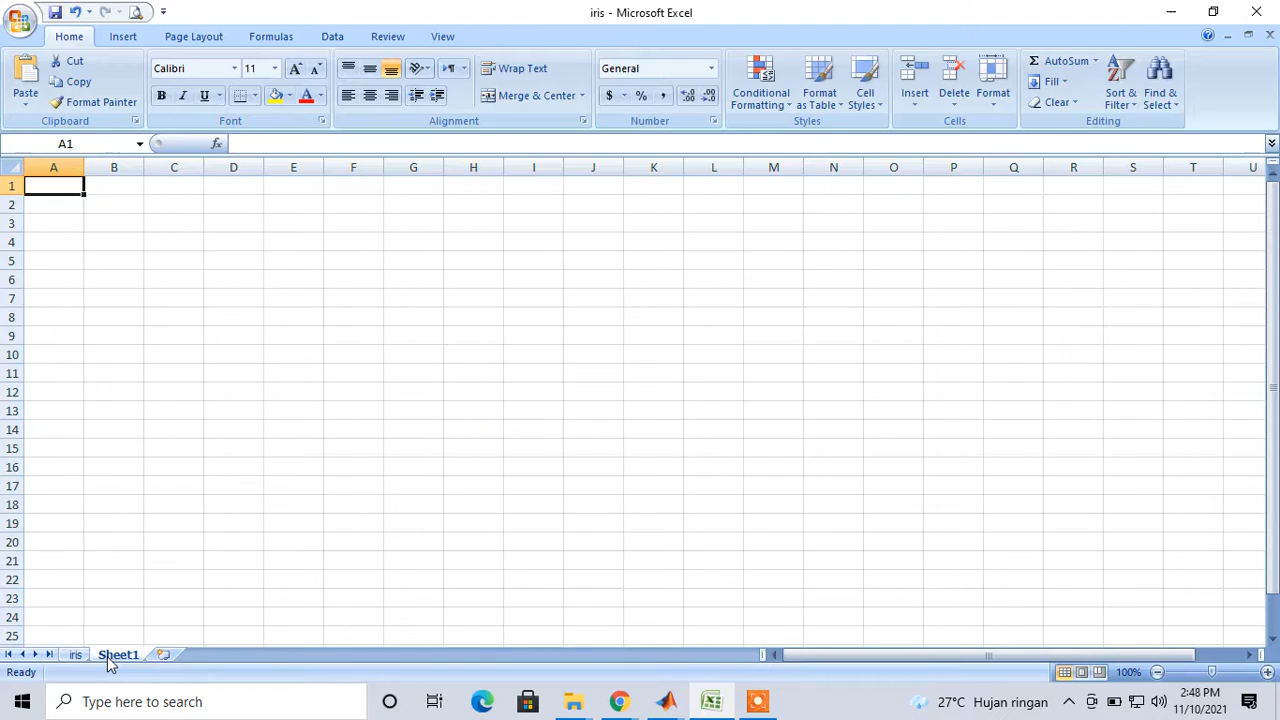 iris - Microsoft Excel
Home Insert Page Layout Formulas Data Review View
Paste
Cut
Copy
Format Painter
Clipboard
Calibri 11
B I U A
Font
Wrap Text
Merge & Center
Alignment
General
$ % ,
Number
Conditional Formatting
Format as Table
Cell Styles
Styles
Insert
Delete
Format
Cells
Σ AutoSum
Fill
Clear
Sort & Filter
Find & Select
Editing
A1 fx
A B C D E F G H I J K L M N O P Q R S T U
1
2
3
4
5
6
7
8
9
10
11
12
13
14
15
16
17
18
19
20
21
22
23
24
25
iris Sheet1
Ready 100%
Type here to search
27°C Hujan ringan
2:48 PM
11/10/2021